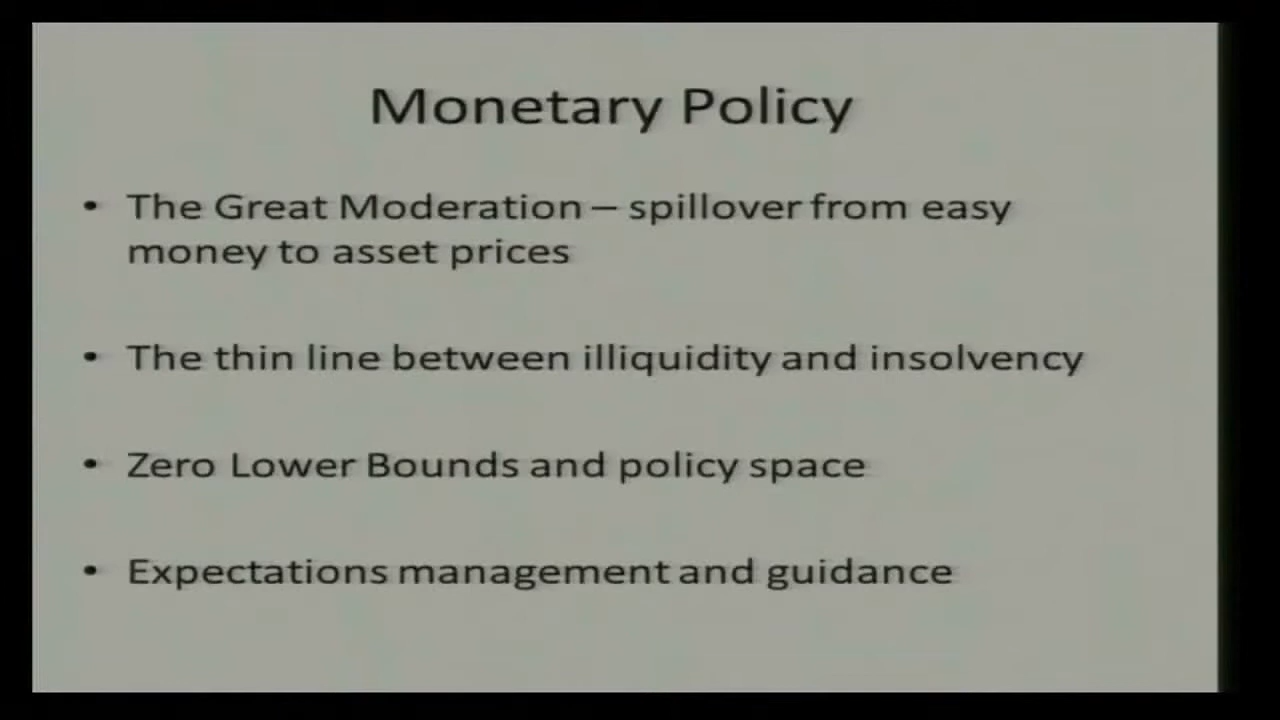 Monetary Policy
• The Great Moderation – spillover from easy
money to asset prices
• The thin line between illiquidity and insolvency
• Zero Lower Bounds and policy space
• Expectations management and guidance